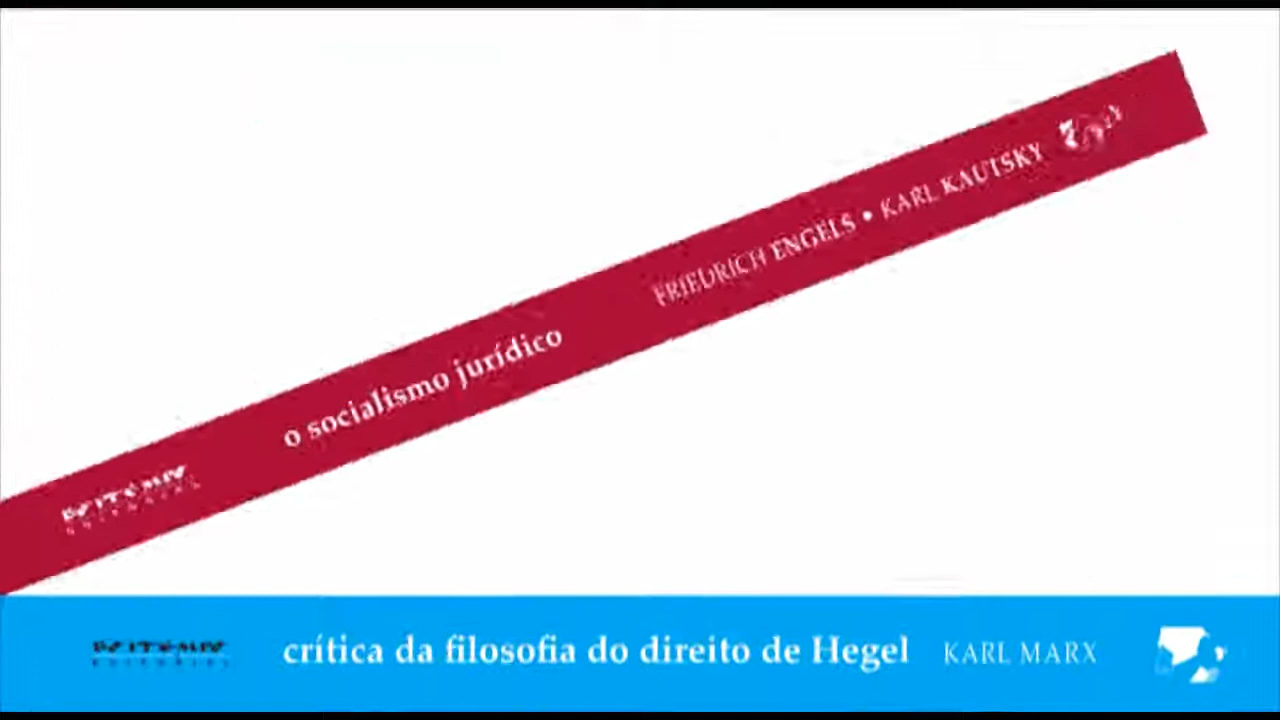 o socialismo jurídico FRIEDRICH ENGELS • KARL KAUTSKY
crítica da filosofia do direito de Hegel KARL MARX